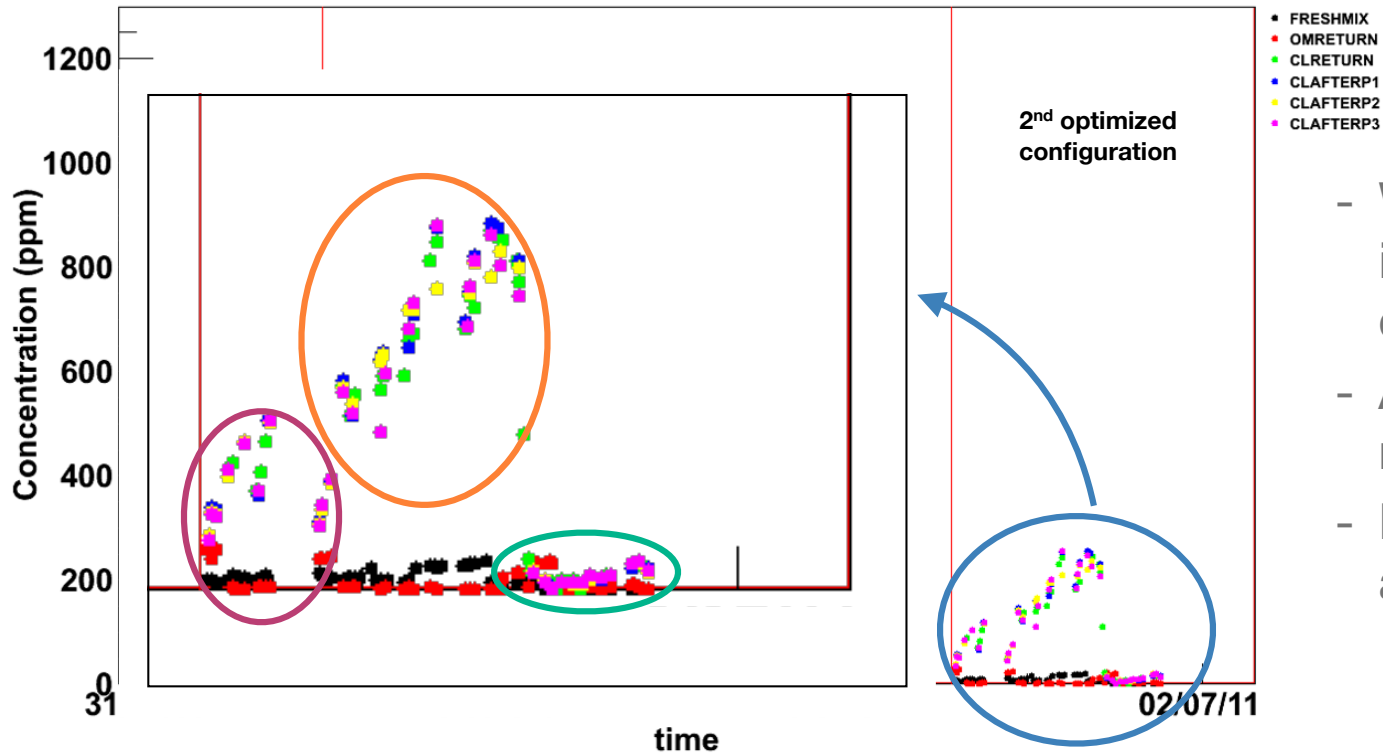 1200
1000
800
600
400
200
0
31
Concentration (ppm)
time
02/07/11
2nd optimized
configuration
FRESHMIX
OMRETURN
CLRETURN
CLAFTERP1
CLAFTERP2
CLAFTERP3